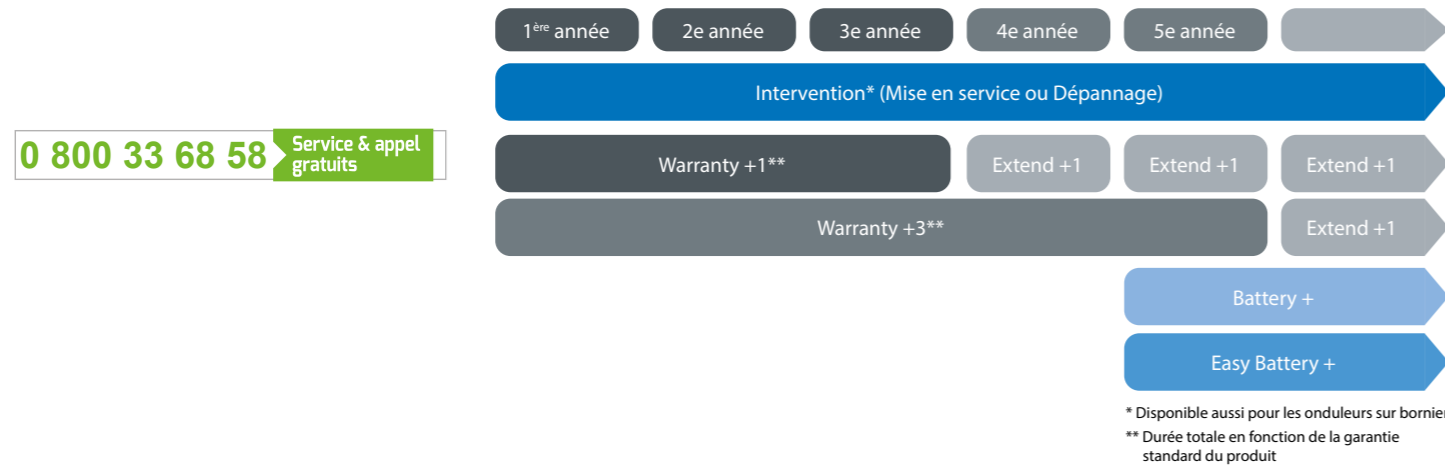 1ère année 2e année 3e année 4e année 5e année
Intervention* (Mise en service ou Dépannage)
0 800 33 68 58 Service & appel
gratuits
Warranty +1** Extend +1 Extend +1 Extend +1
Warranty +3** Extend +1
Battery +
Easy Battery +
* Disponible aussi pour les onduleurs sur bornier
** Durée totale en fonction de la garantie
standard du produit